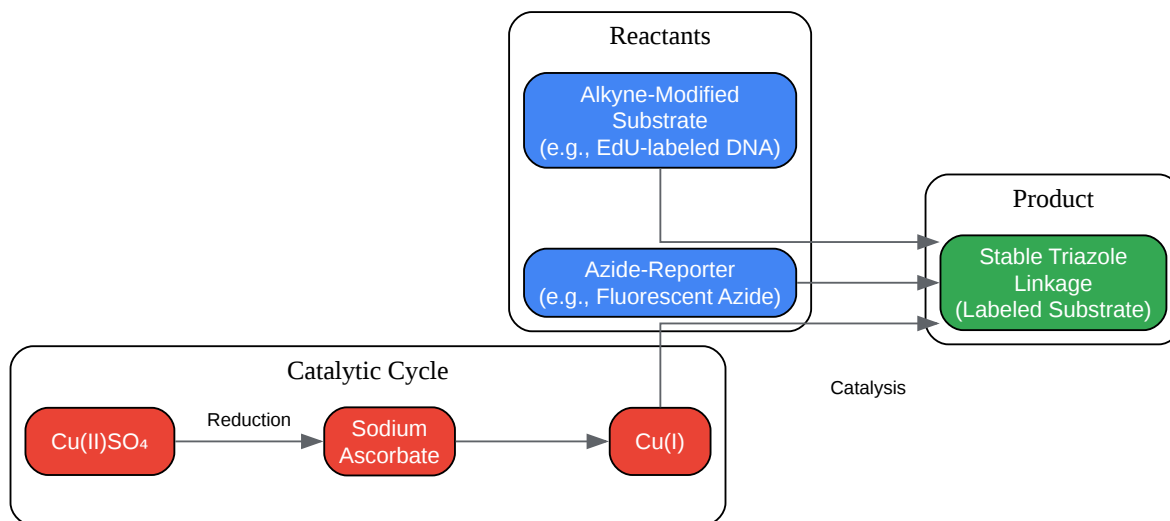 Reactants
Alkyne-Modified
Substrate
(e.g., EdU-labeled DNA)
Azide-Reporter
(e.g., Fluorescent Azide)
Product
Stable Triazole
Linkage
(Labeled Substrate)
Catalytic Cycle
Cu(II)SO₄
Reduction
Sodium
Ascorbate
Cu(I)
Catalysis